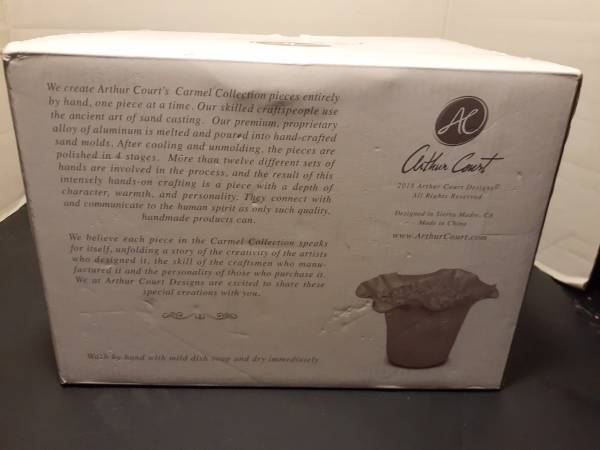 We create Arthur Court's Carmel Collection pieces entirely
by hand, one piece at a time. Our skilled craftspeople use
the ancient art of sand casting. Our premium, proprietary
alloy of aluminum is melted and poured into hand-crafted
sand molds. After cooling and unmolding, the pieces are
polished in 4 stages. More than twelve different sets of
hands are involved in the process, and the result of this
intensely hands-on crafting is a piece with a depth of
character, warmth, and personality. They connect with
and communicate to the human spirit as only such quality,
handmade products can.
We believe each piece in the Carmel Collection speaks
for itself, unfolding a story of the creativity of the artists
who designed it, the skill of the craftsmen who manu-
factured it and the personality of those who purchase it.
We at Arthur Court Designs are excited to share these
special creations with you.
Wash by hand with mild dish soap and dry immediately.
AC
Arthur Court
2018 Arthur Court Designs®
All Rights Reserved
Designed in Sierra Madre, CA
Made in China
www.ArthurCourt.com